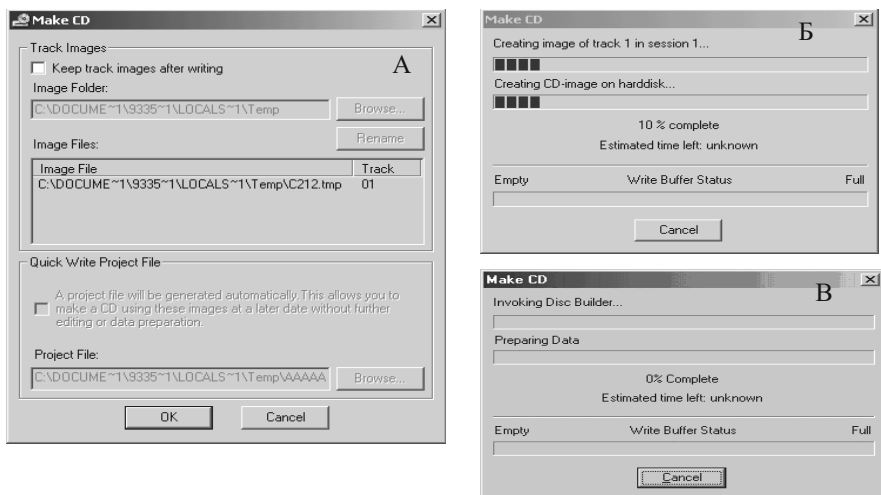 Make CD
А
Track Images
Keep track images after writing
Image Folder:
C:\DOCUME~1\9335~1\LOCALS~1\Temp
Browse...
Rename
Image Files:
Image File Track
C:\DOCUME~1\9335~1\LOCALS~1\Temp\C212.tmp 01
Quick Write Project File
A project file will be generated automatically. This allows you to
make a CD using these images at a later date without further
editing or data preparation.
Project File:
C:\DOCUME~1\9335~1\LOCALS~1\Temp\AAAAA
Browse...
OK Cancel
Make CD
Б
Creating image of track 1 in session 1...
Creating CD-image on harddisk...
10 % complete
Estimated time left: unknown
Empty Write Buffer Status Full
Cancel
Make CD
В
Invoking Disc Builder...
Preparing Data
0% Complete
Estimated time left: unknown
Empty Write Buffer Status Full
Cancel